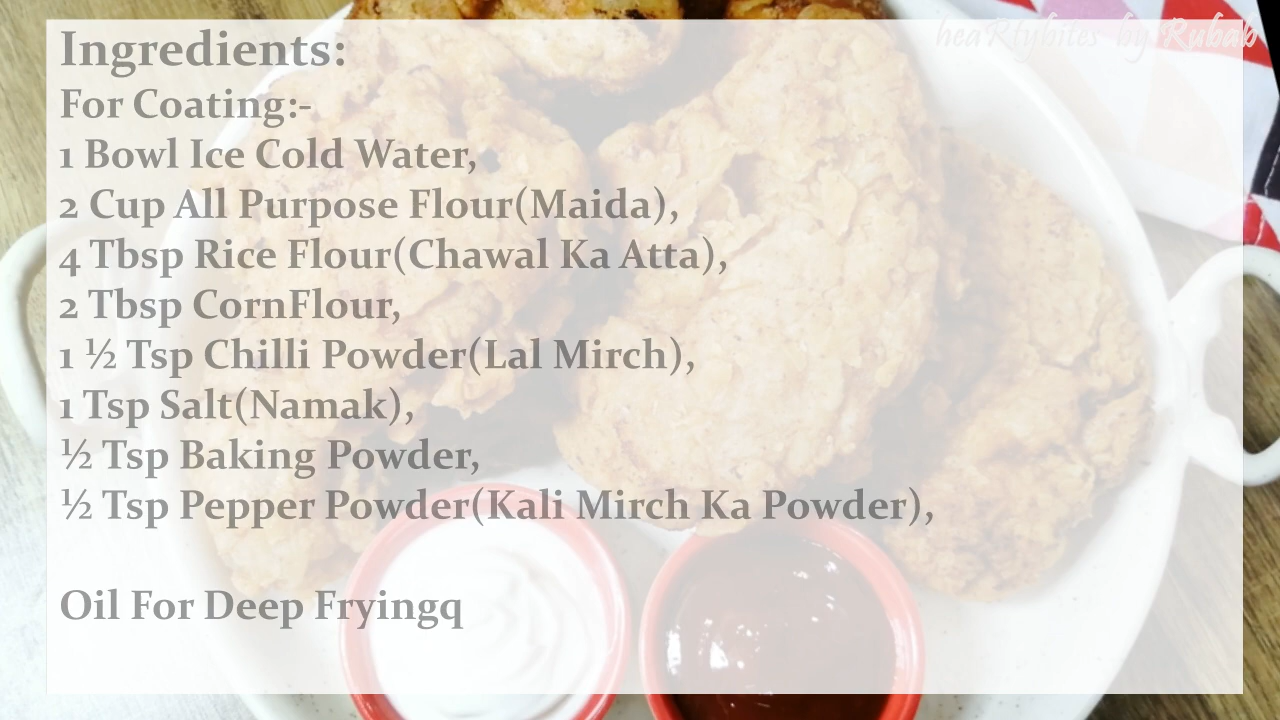 heaRtybites by Rubab
Ingredients:
For Coating:-
1 Bowl Ice Cold Water,
2 Cup All Purpose Flour(Maida),
4 Tbsp Rice Flour(Chawal Ka Atta),
2 Tbsp CornFlour,
1 ½ Tsp Chilli Powder(Lal Mirch),
1 Tsp Salt(Namak),
½ Tsp Baking Powder,
½ Tsp Pepper Powder(Kali Mirch Ka Powder),
Oil For Deep Fryingq